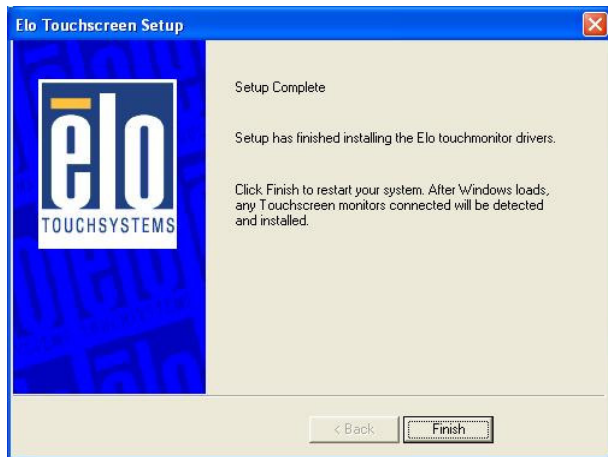 Elo Touchscreen Setup
Setup Complete
Setup has finished installing the Elo touchmonitor drivers.
Click Finish to restart your system. After Windows loads,
any Touchscreen monitors connected will be detected
and installed.
ēlo
TOUCHSYSTEMS
< Back
Finish